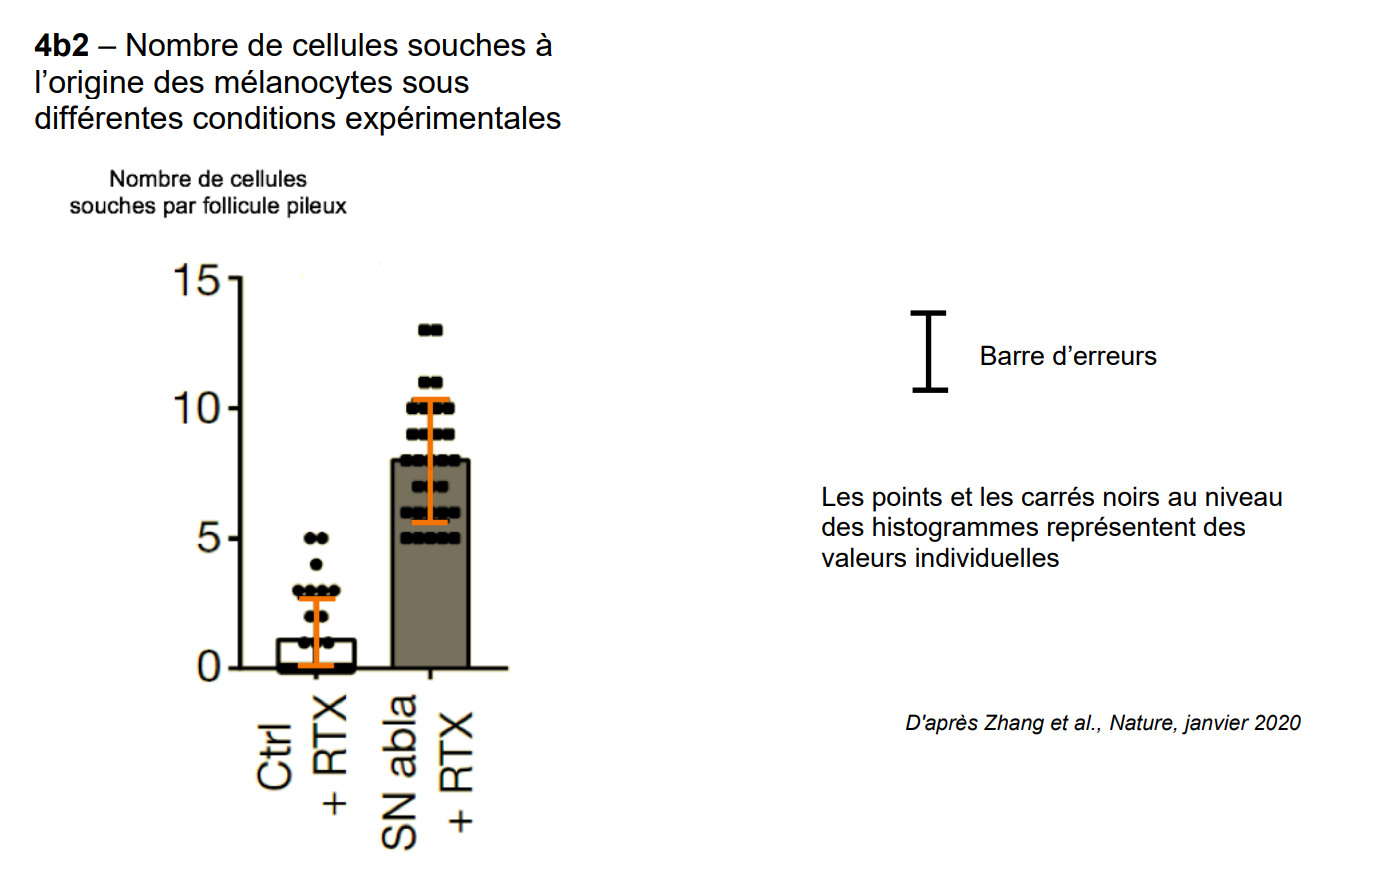 4b2 – Nombre de cellules souches à
l’origine des mélanocytes sous
différentes conditions expérimentales
Nombre de cellules
souches par follicule pileux
15
10
5
0
Ctrl
+ RTX
SN abla
+ RTX
Barre d’erreurs
Les points et les carrés noirs au niveau
des histogrammes représentent des
valeurs individuelles
D'après Zhang et al., Nature, janvier 2020